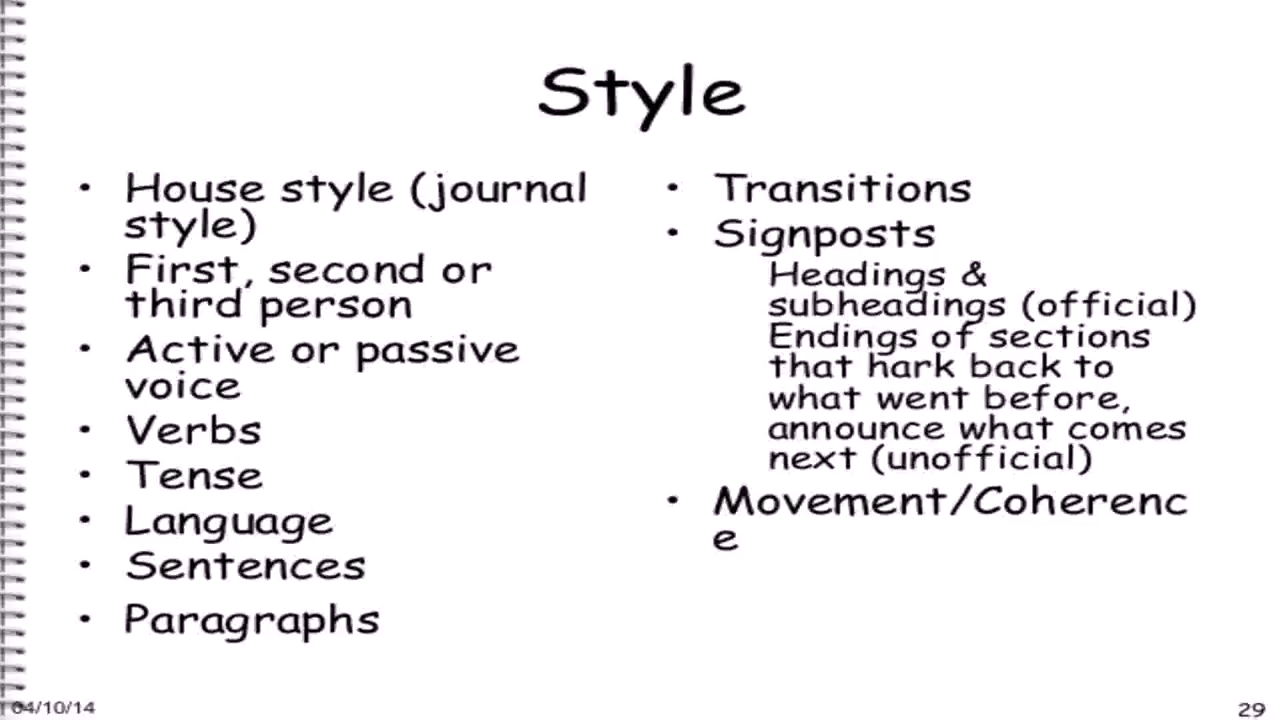 Style
• House style (journal
style)
• First, second or
third person
• Active or passive
voice
• Verbs
• Tense
• Language
• Sentences
• Paragraphs
• Transitions
• Signposts
Headings &
subheadings (official)
Endings of sections
that hark back to
what went before,
announce what comes
next (unofficial)
• Movement/Coherenc
e
04/10/14
29